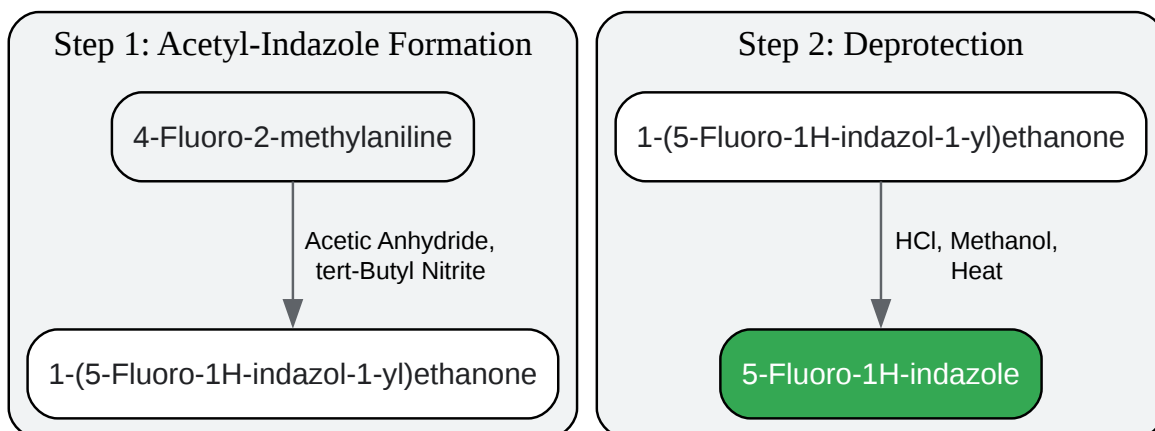 Step 1: Acetyl-Indazole Formation
4-Fluoro-2-methylaniline
Acetic Anhydride,
tert-Butyl Nitrite
1-(5-Fluoro-1H-indazol-1-yl)ethanone
Step 2: Deprotection
1-(5-Fluoro-1H-indazol-1-yl)ethanone
HCl, Methanol,
Heat
5-Fluoro-1H-indazole